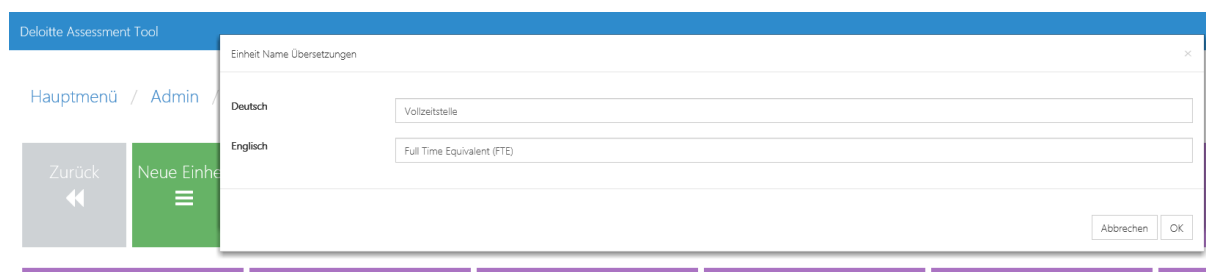 Deloitte Assessment Tool
Einheit Name Übersetzungen ×
Hauptmenü / Admin /
Deutsch Vollzeitstelle
Englisch Full Time Equivalent (FTE)
Zurück Neue Einhe
Abbrechen OK